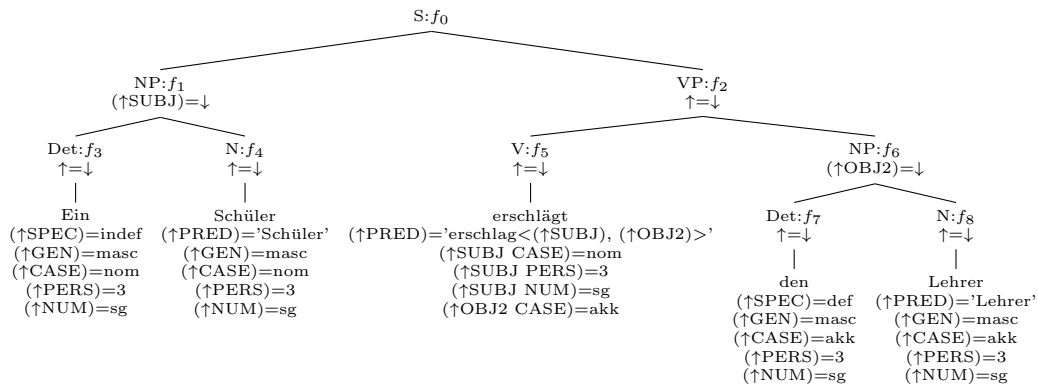 S:f0
NP:f1
(↑SUBJ)=↓
VP:f2
↑=↓
Det:f3
↑=↓
N:f4
↑=↓
V:f5
↑=↓
NP:f6
(↑OBJ2)=↓
Ein
(↑SPEC)=indef
(↑GEN)=masc
(↑CASE)=nom
(↑PERS)=3
(↑NUM)=sg
Schüler
(↑PRED)='Schüler'
(↑GEN)=masc
(↑CASE)=nom
(↑PERS)=3
(↑NUM)=sg
erschlägt
(↑PRED)='erschlag<(↑SUBJ), (↑OBJ2)>'
(↑SUBJ CASE)=nom
(↑SUBJ PERS)=3
(↑SUBJ NUM)=sg
(↑OBJ2 CASE)=akk
Det:f7
↑=↓
N:f8
↑=↓
den
(↑SPEC)=def
(↑GEN)=masc
(↑CASE)=akk
(↑PERS)=3
(↑NUM)=sg
Lehrer
(↑PRED)='Lehrer'
(↑GEN)=masc
(↑CASE)=akk
(↑PERS)=3
(↑NUM)=sg